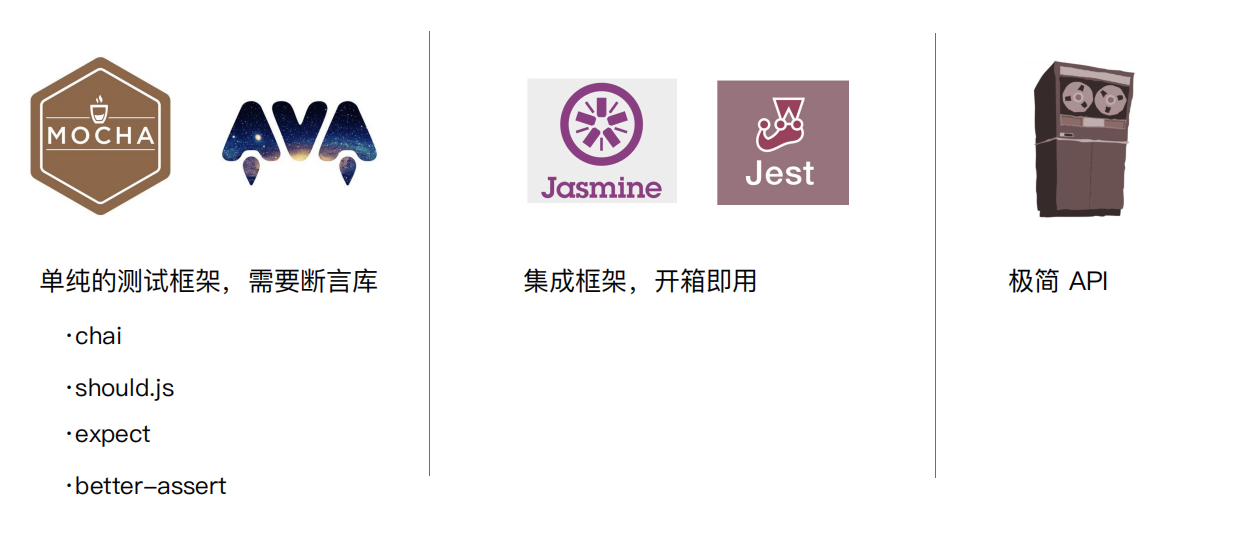 MOCHA
AVA
Jasmine
Jest
单纯的测试框架，需要断言库
·chai
·should.js
·expect
·better–assert
集成框架，开箱即用
极简 API